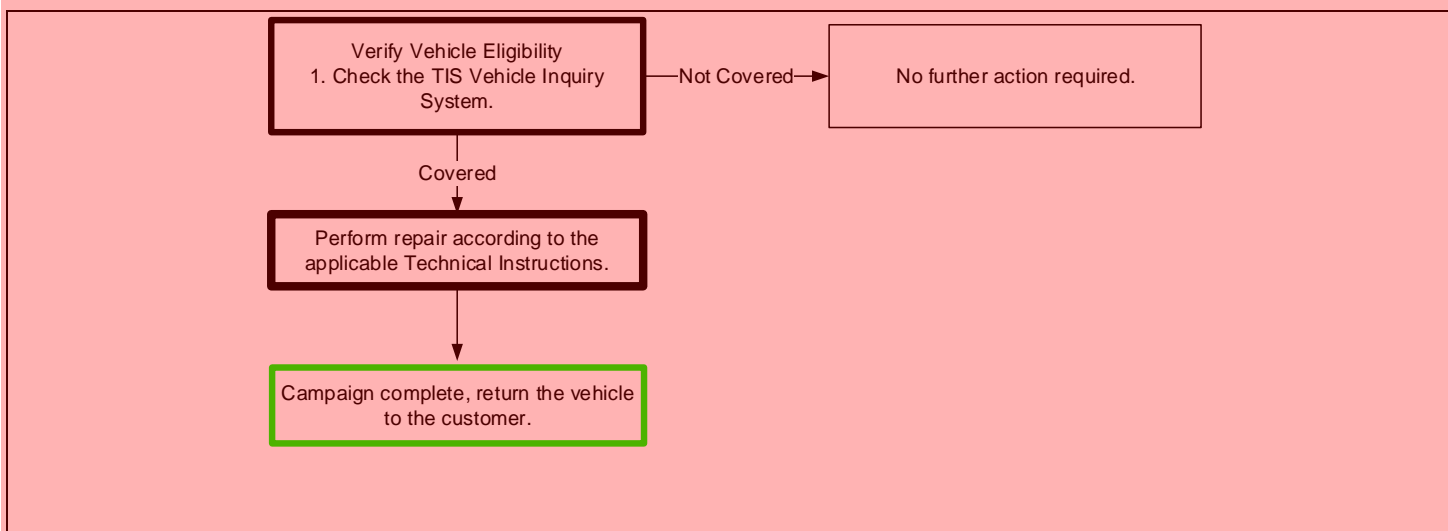 Verify Vehicle Eligibility
1. Check the TIS Vehicle Inquiry
System.
Not Covered
No further action required.
Covered
Perform repair according to the
applicable Technical Instructions.
Campaign complete, return the vehicle
to the customer.